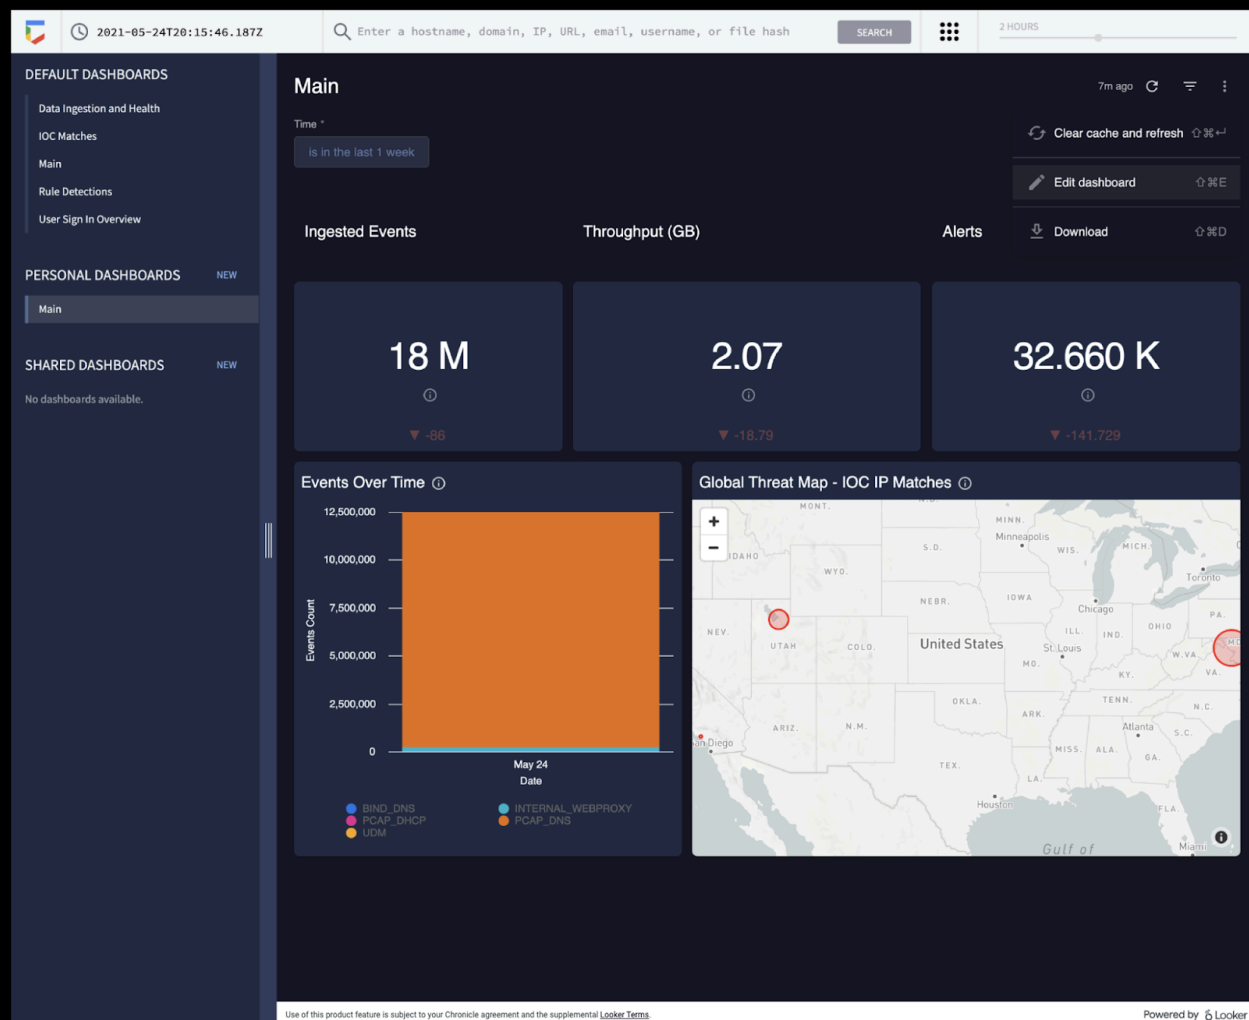 2021-05-24T20:15:46.187Z
Enter a hostname, domain, IP, URL, email, username, or file hash
SEARCH
2 HOURS
DEFAULT DASHBOARDS
Data Ingestion and Health
IOC Matches
Main
Rule Detections
User Sign In Overview
PERSONAL DASHBOARDS NEW
Main
SHARED DASHBOARDS NEW
No dashboards available.
Main
7m ago
Time *
is in the last 1 week
Clear cache and refresh ⇧⌘↵
Edit dashboard ⇧⌘E
Download ⇧⌘D
Ingested Events
Throughput (GB)
Alerts
18 M
▼ -86
2.07
▼ -18.79
32.660 K
▼ -141.729
Events Over Time
12,500,000
10,000,000
7,500,000
5,000,000
2,500,000
0
Events Count
May 24
Date
BIND_DNS
INTERNAL_WEBPROXY
PCAP_DHCP
PCAP_DNS
UDM
Global Threat Map - IOC IP Matches
+
−
MONT.
N.D.
MINN.
Minneapolis
IDAHO
S.D.
WIS.
MICH.
WYO.
Toronto
NEBR.
IOWA
Chicago
PA.
NEV.
UTAH
COLO.
United States
ILL.
IND.
OHIO
MD.
St. Louis
MO.
W.VA.
VA.
KY.
ARIZ.
N.M.
OKLA.
ARK.
TENN.
N.C.
an Diego
Atlanta
S.C.
MISS.
ALA.
GA.
TEX.
LA.
Houston
FLA.
Gulf of
Miami
Use of this product feature is subject to your Chronicle agreement and the supplemental Looker Terms.
Powered by Looker